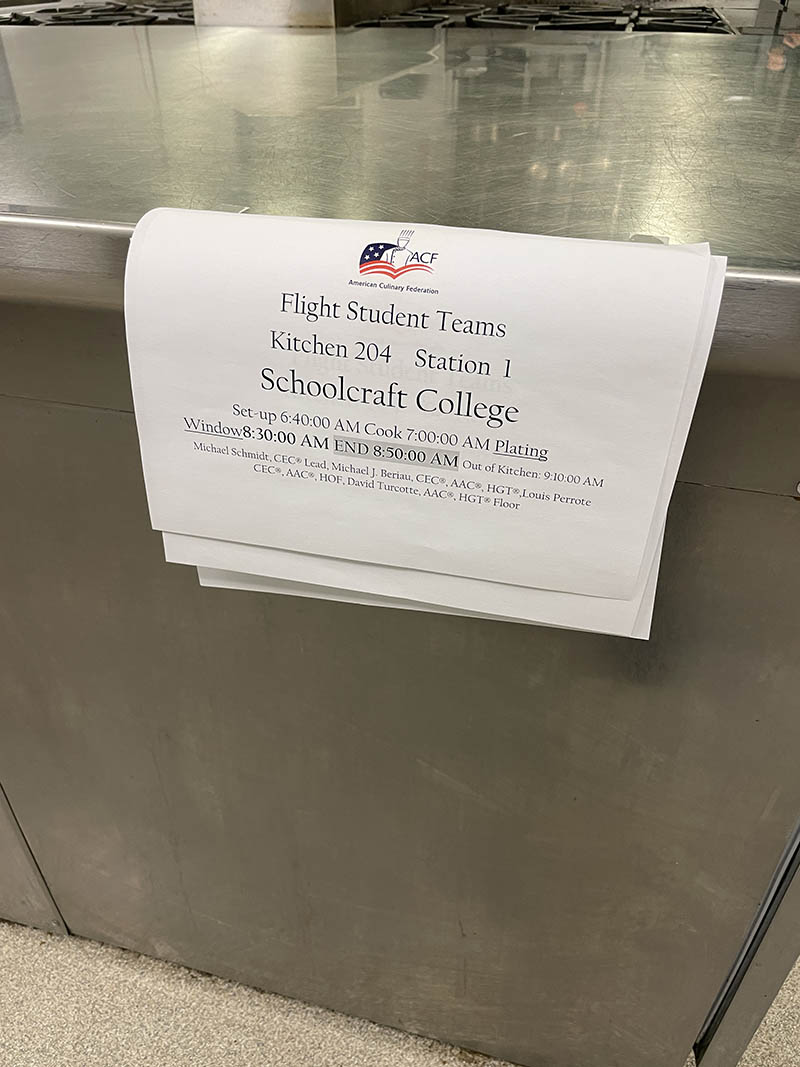 ACF
American Culinary Federation
Flight Student Teams
Kitchen 204 Station 1
Schoolcraft College
Set-up 6:40:00 AM Cook 7:00:00 AM Plating
Window8:30:00 AM END 8:50:00 AM Out of Kitchen: 9:10:00 AM
Michael Schmidt, CEC® Lead, Michael J. Beriau, CEC®, AAC®, HGT®,Louis Perrote
CEC®, AAC®, HOF, David Turcotte, AAC®, HGT® Floor